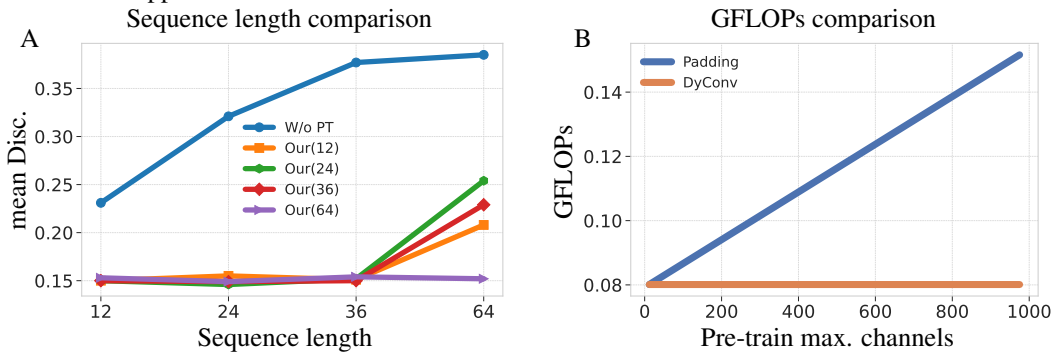 Sequence length comparison
A
0.35
0.30
0.25
0.20
0.15
mean Disc.
W/o PT
Our(12)
Our(24)
Our(36)
Our(64)
12 24 36 64
Sequence length
GFLOPs comparison
B
Padding
DyConv
0.14
0.12
0.10
0.08
GFLOPs
0 200 400 600 800 1000
Pre-train max. channels